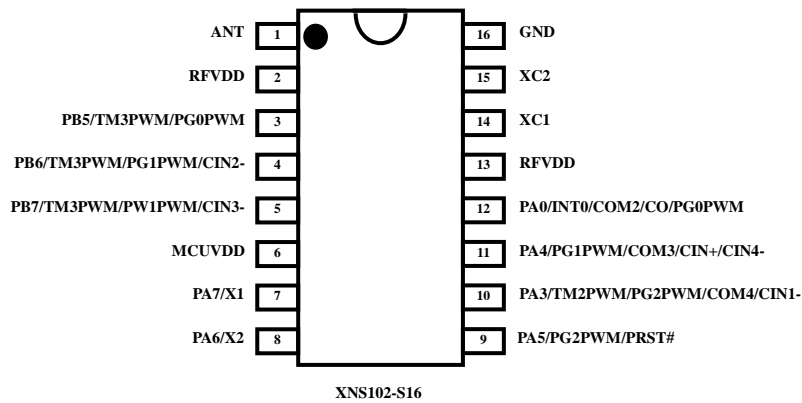 ANT 1 16 GND
RFVDD 2 15 XC2
PB5/TM3PWM/PG0PWM 3 14 XC1
PB6/TM3PWM/PG1PWM/CIN2- 4 13 RFVDD
PB7/TM3PWM/PW1PWM/CIN3- 5 12 PA0/INT0/COM2/CO/PG0PWM
MCUVDD 6 11 PA4/PG1PWM/COM3/CIN+/CIN4-
PA7/X1 7 10 PA3/TM2PWM/PG2PWM/COM4/CIN1-
PA6/X2 8 9 PA5/PG2PWM/PRST#
XNS102-S16